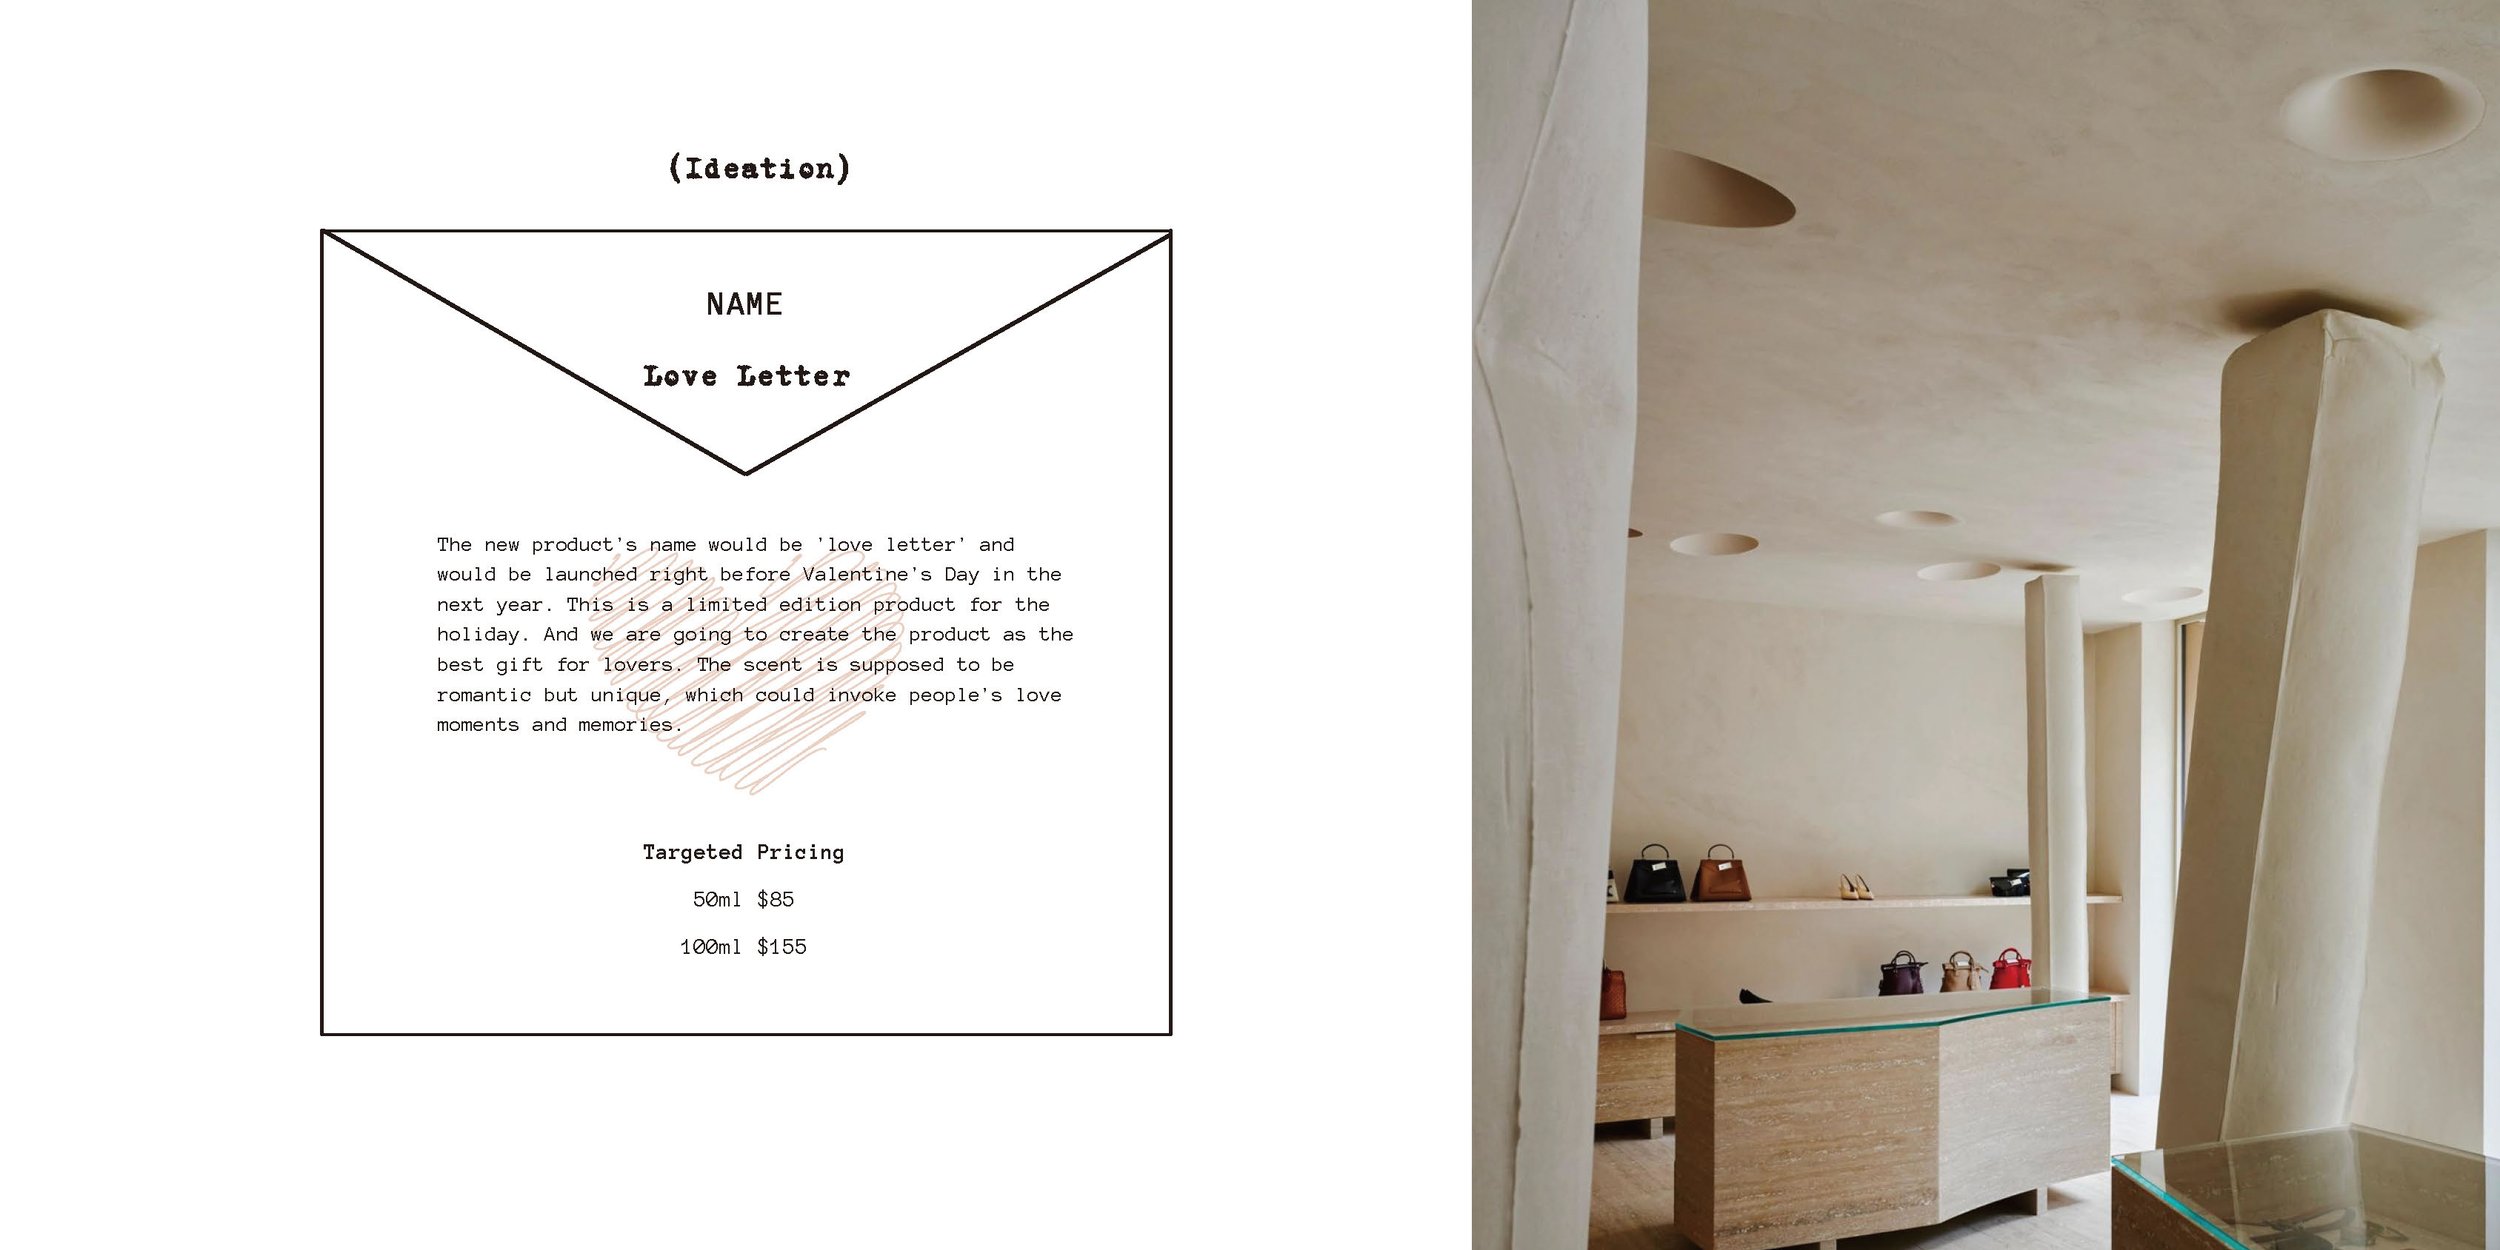 (Ideation)
NAME
Love Letter
The new product's name would be 'love letter' and
would be launched right before Valentine's Day in the
next year. This is a limited edition product for the
holiday. And we are going to create the product as the
best gift for lovers. The scent is supposed to be
romantic but unique, which could invoke people's love
moments and memories.
Targeted Pricing
50ml $85
100ml $155